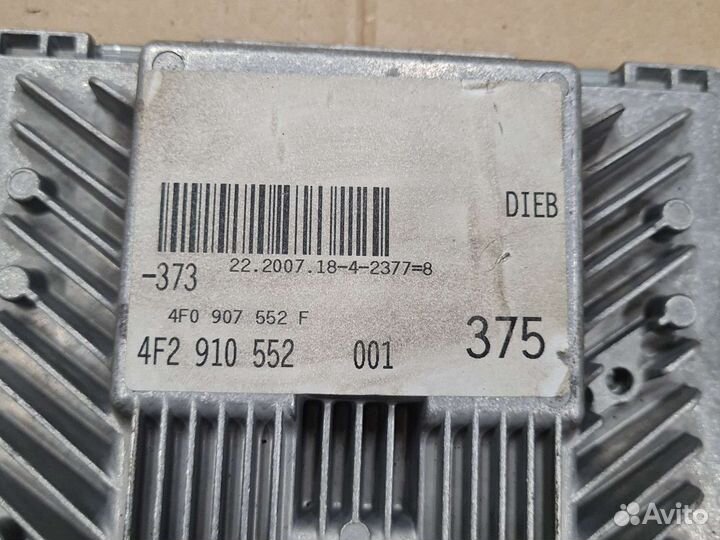 DIEB
22.2007.18-4-2377=8
-373
4F0 907 552 F
4F2 910 552 001 375
Avito